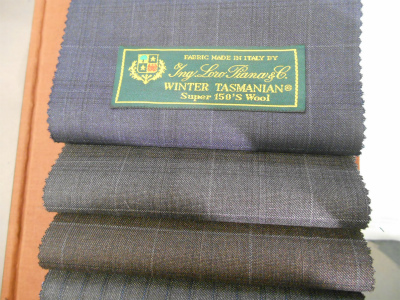 FABRIC MADE IN ITALY BY
Ing. Loro Piana & C.
WINTER TASMANIAN®
Super 150'S Wool